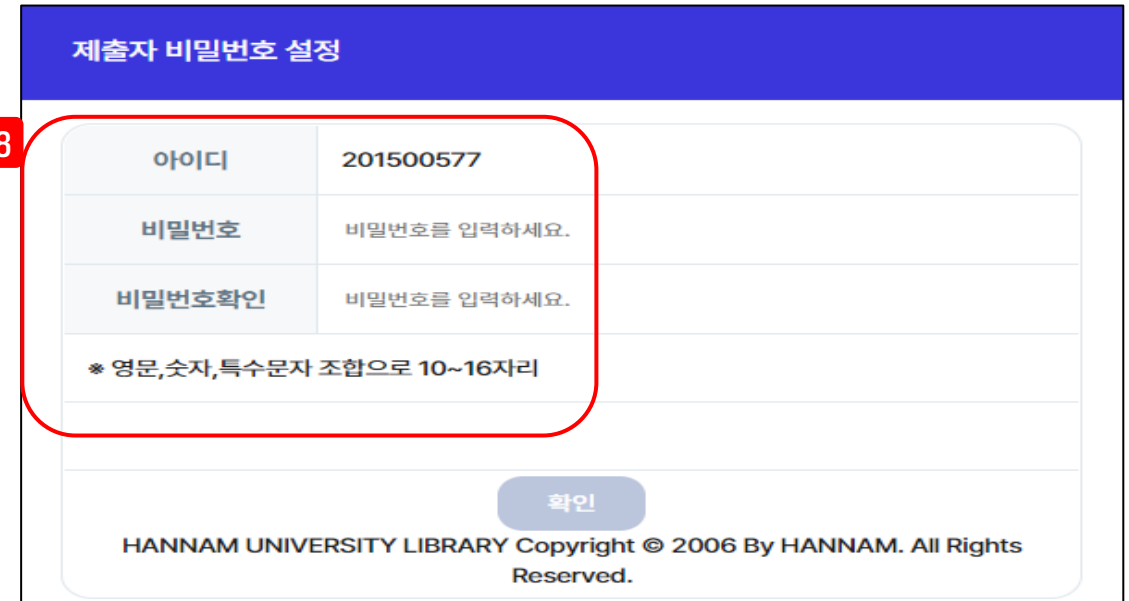 제출자 비밀번호 설정
8
아이디 201500577
비밀번호 비밀번호를 입력하세요.
비밀번호확인 비밀번호를 입력하세요.
※ 영문,숫자,특수문자 조합으로 10~16자리
확인
HANNAM UNIVERSITY LIBRARY Copyright © 2006 By HANNAM. All Rights
Reserved.